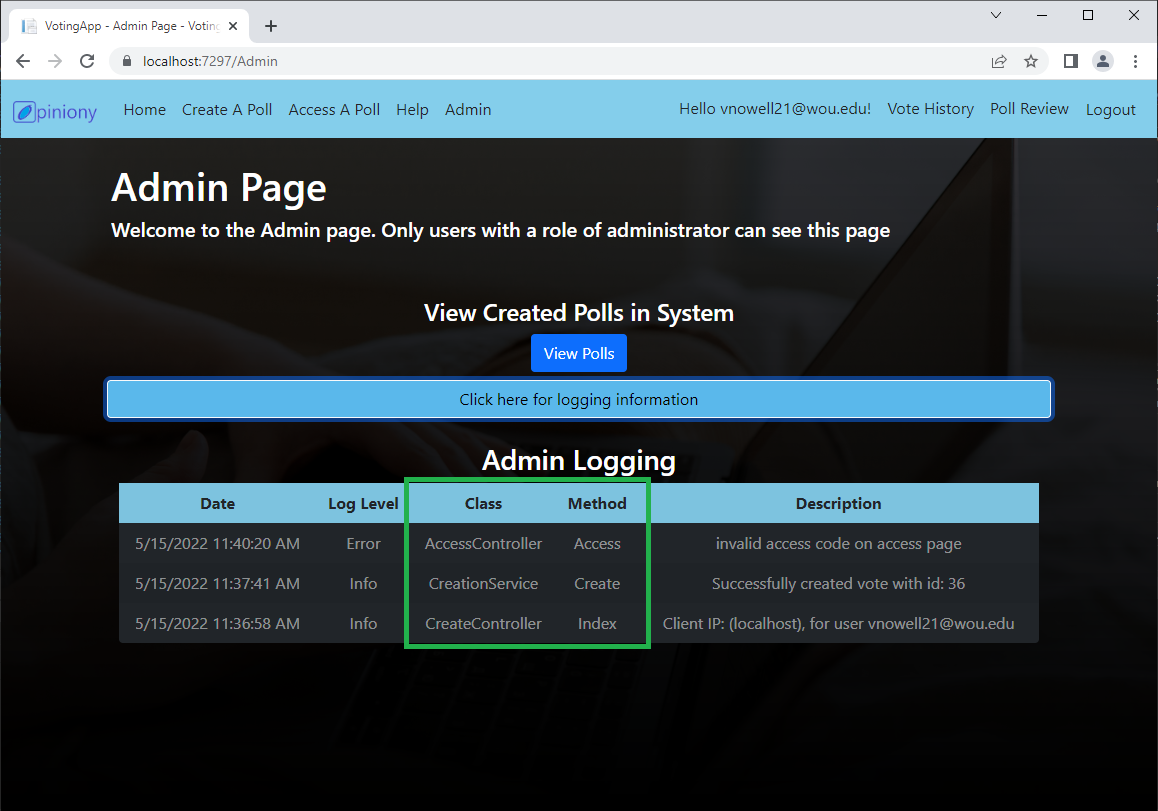 VotingApp - Admin Page - Voting
localhost:7297/Admin
piniony Home Create A Poll Access A Poll Help Admin Hello vnowell21@wou.edu! Vote History Poll Review Logout
Admin Page
Welcome to the Admin page. Only users with a role of administrator can see this page
View Created Polls in System
View Polls
Click here for logging information
Admin Logging
Date Log Level Class Method Description
5/15/2022 11:40:20 AM Error AccessController Access invalid access code on access page
5/15/2022 11:37:41 AM Info CreationService Create Successfully created vote with id: 36
5/15/2022 11:36:58 AM Info CreateController Index Client IP: (localhost), for user vnowell21@wou.edu